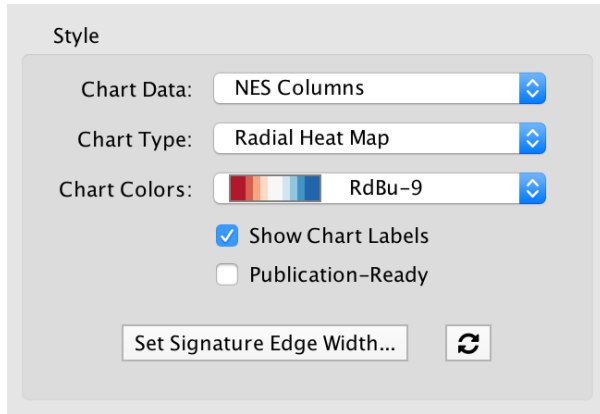 Style
Chart Data: NES Columns
Chart Type: Radial Heat Map
Chart Colors: RdBu-9
Show Chart Labels
Publication-Ready
Set Signature Edge Width...